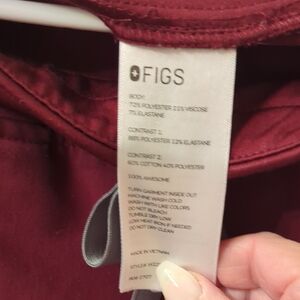 FIGS
BODY:
72% POLYESTER 21% VISCOSE
7% ELASTANE
CONTRAST 1:
88% POLYESTER 12% ELASTANE
CONTRAST 2:
60% COTTON 40% POLYESTER
100% AWESOME
TURN GARMENT INSIDE OUT
MACHINE WASH COLD
WASH WITH LIKE COLORS
DO NOT BLEACH
TUMBLE DRY LOW
LOW HEAT IRON IF NEEDED
DO NOT DRY CLEAN
MADE IN VIETNAM
STYLE#